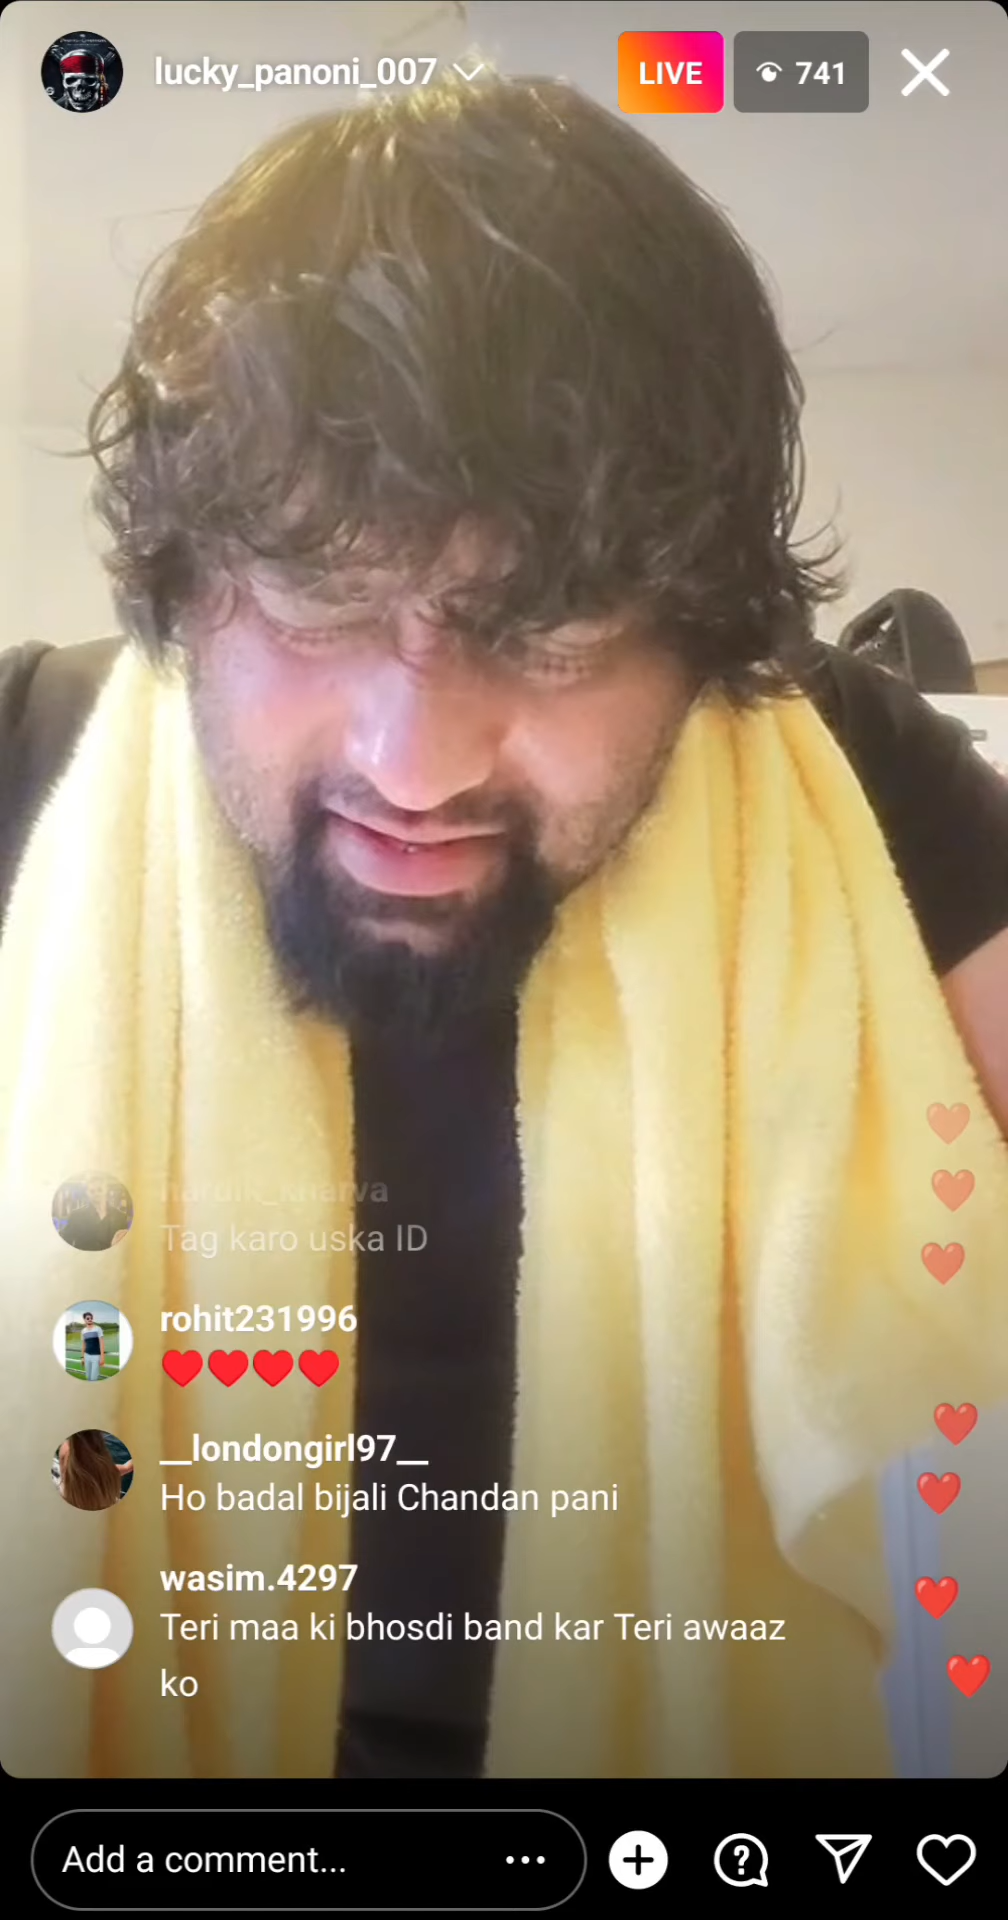 lucky_panoni_007
LIVE
741
hardik_kharva
Tag karo uska ID
rohit231996
❤️❤️❤️❤️
__londongirl97__
Ho badal bijali Chandan pani
wasim.4297
Teri maa ki bhosdi band kar Teri awaaz
ko
Add a comment...